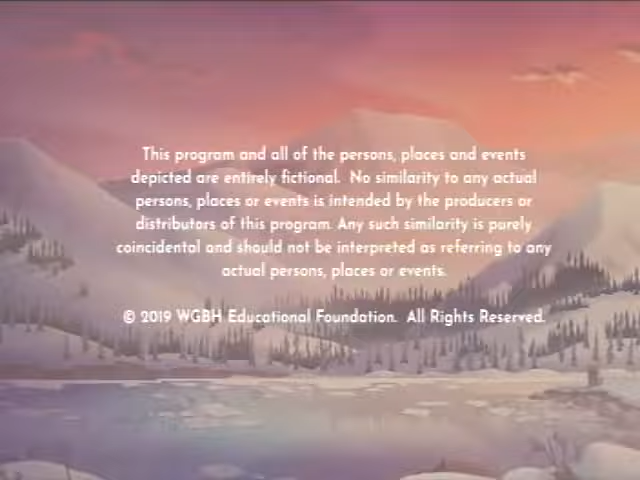 This program and all of the persons, places and events
depicted are entirely fictional. No similarity to any actual
persons, places or events is intended by the producers or
distributors of this program. Any such similarity is purely
coincidental and should not be interpreted as referring to any
actual persons, places or events.
© 2019 WGBH Educational Foundation. All Rights Reserved.